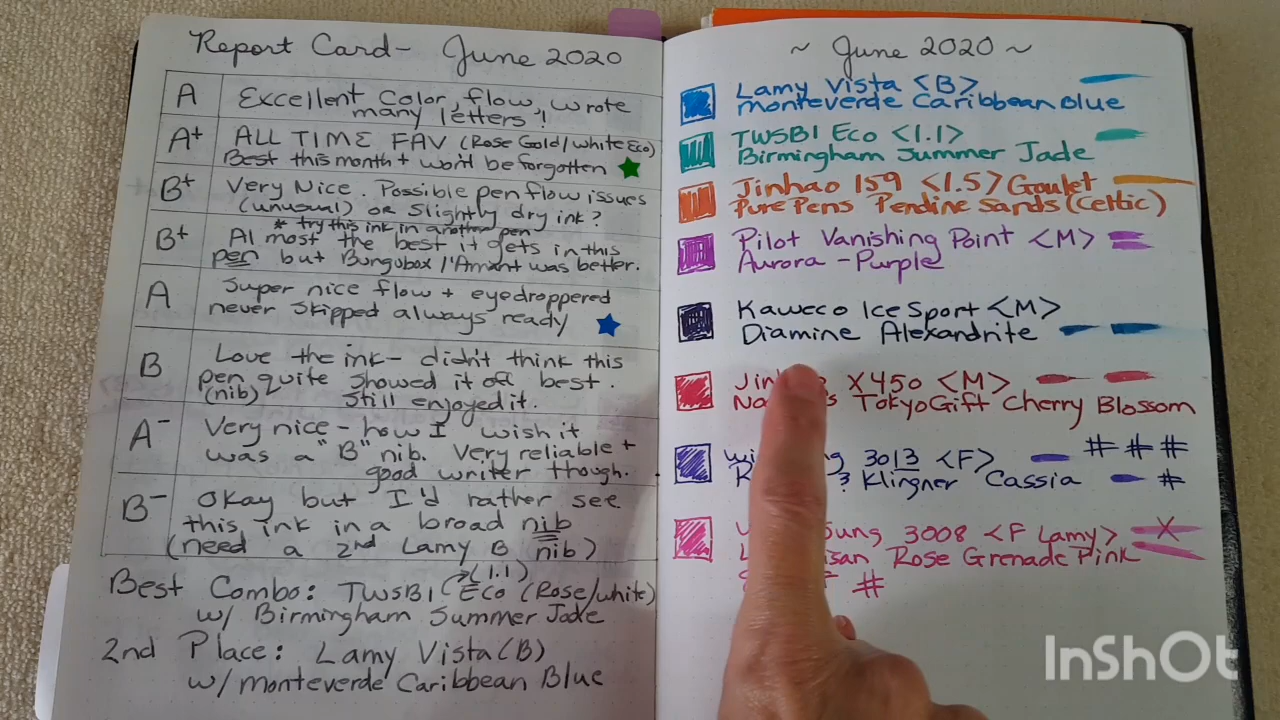 Report Card- June 2020
A Excellent Color, flow, wrote
many letters!
A+ ALL TIME FAV (Rose Gold/white Eco)
Best this month + won't be forgotten
B+ Very Nice. Possible pen flow issues
(unusual) or slightly dry ink?
* try this ink in another pen
B+ Almost the best it gets in this
pen but Bungubox l'Amant was better.
A Super nice flow + eyedroppered
never skipped always ready
B Love the ink- didn't think this
pen quite showed it off best.
(nib) Still enjoyed it.
A- Very nice - how I wish it
was a "B" nib. Very reliable +
good writer though.
B- Okay but I'd rather see
this ink in a broad nib
(need a 2nd Lamy B nib)
Best Combo: TWSBI Eco (1.1) (Rose/white)
w/ Birmingham Summer Jade
2nd Place: Lamy Vista (B)
w/ monteverde Caribbean Blue
~ June 2020 ~
Lamy Vista <B>
monteverde Caribbean Blue
TWSBI Eco <1.1>
Birmingham Summer Jade
Jinhao 159 <1.5> Goulet
Pure Pens Pendine Sands (Celtic)
Pilot Vanishing Point <M>
Aurora - Purple
Kaweco Ice Sport <M>
Diamine Alexandrite
X450 <M>
Tokyo Gift Cherry Blossom
3013 <F> # # #
& Klingner Cassia #
Sung 3008 <F Lamy> X
Rose Grenade Pink
#
InShOt